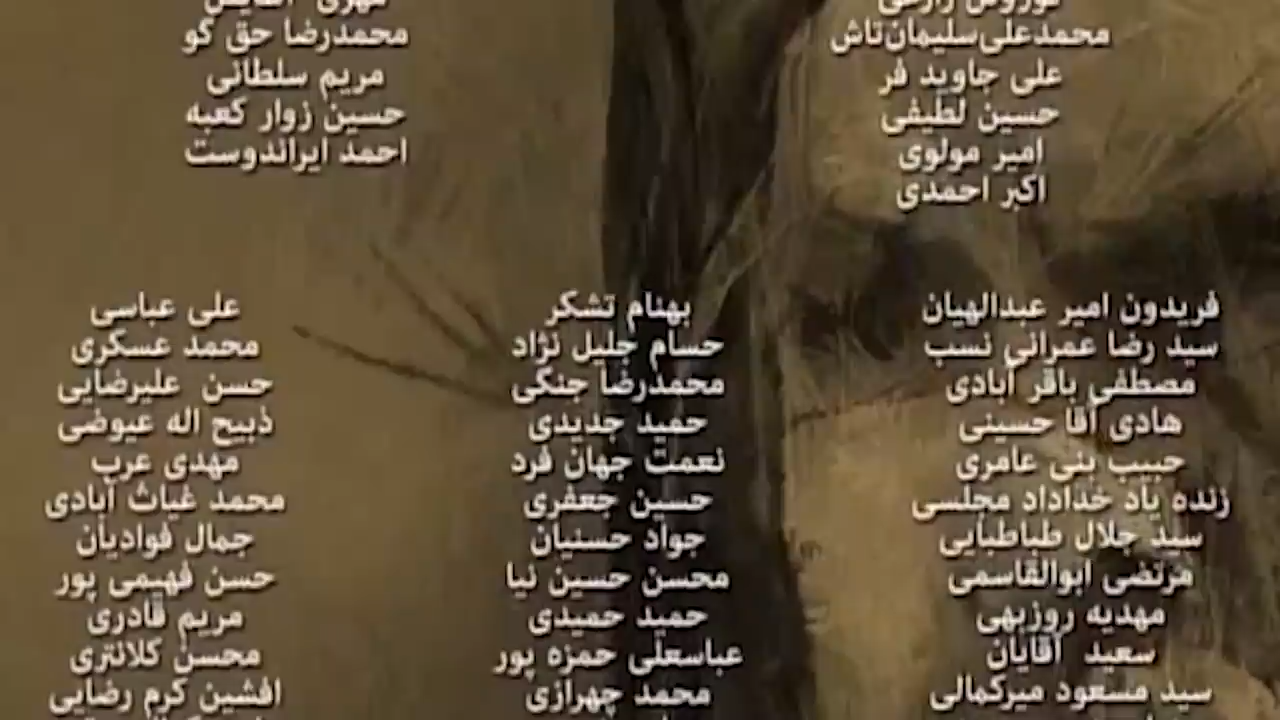 محمدعلی‌سلیمان‌تاش
علی جاوید فر
حسین لطیفی
امیر مولوی
اکبر احمدی
محمدرضا حق گو
مریم سلطانی
حسین زوار کعبه
احمد ایراندوست
فریدون امیر عبدالهیان
سید رضا عمرانی نسب
مصطفی باقر آبادی
هادی آقا حسینی
حبیب بنی عامری
زنده یاد خداداد مجلسی
سید جلال طباطبایی
مرتضی ابوالقاسمی
مهدیه روزبهی
سعید آقایان
سید مسعود میرکمالی
بهنام تشکر
حسام جلیل نژاد
محمدرضا جنگی
حمید جدیدی
نعمت جهان فرد
حسین جعفری
جواد حسنیان
محسن حسین نیا
حمید حمیدی
عباسعلی حمزه پور
محمد چهرازی
علی عباسی
محمد عسکری
حسن علیرضایی
ذبیح اله عیوضی
مهدی عرب
محمد غیاث آبادی
جمال فوادیان
حسن فهیمی پور
مریم قادری
محسن کلانتری
افشین کرم رضایی